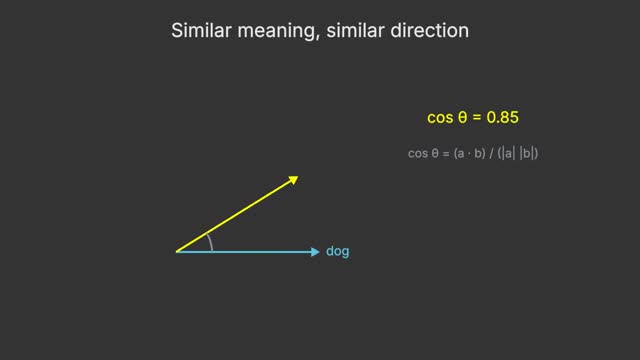 Similar meaning, similar direction
cos θ = 0.85
cos θ = (a · b) / (|a| |b|)
dog